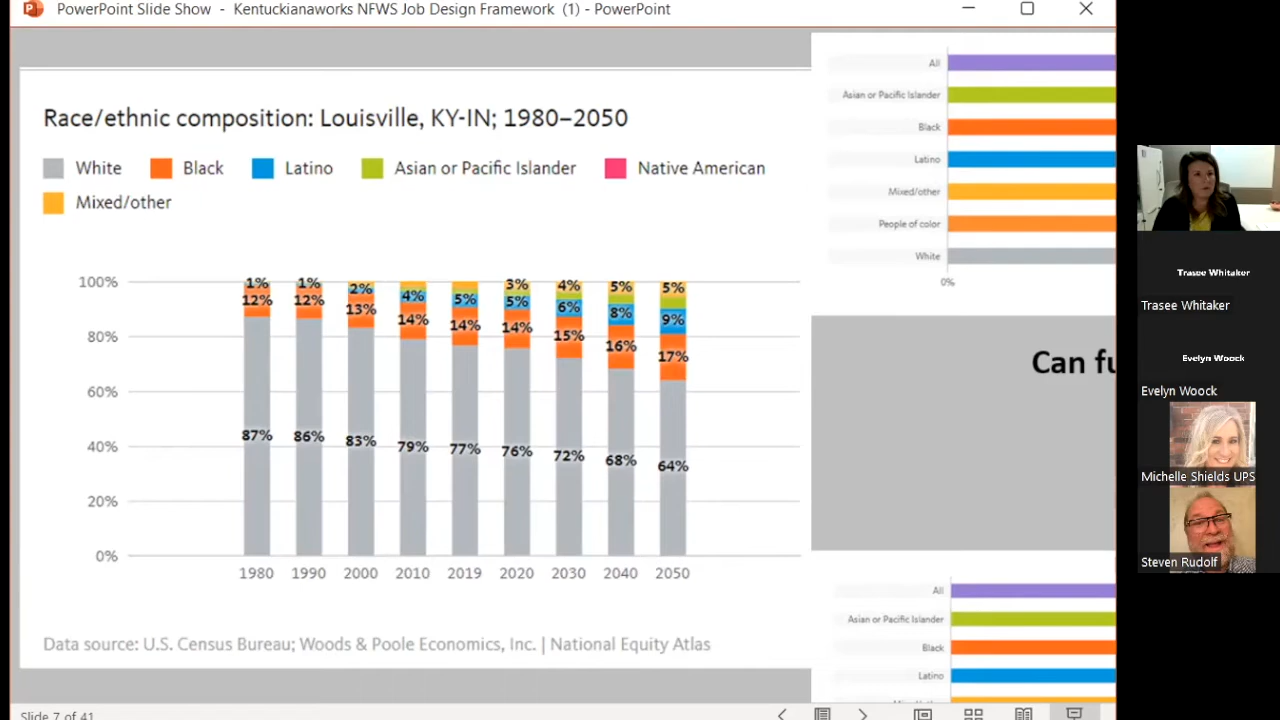 PowerPoint Slide Show - Kentuckianaworks NFWS Job Design Framework (1) - PowerPoint
Race/ethnic composition: Louisville, KY-IN; 1980–2050
White Black Latino Asian or Pacific Islander Native American
Mixed/other
100%
80%
60%
40%
20%
0%
1% 1% 2% 4% 5% 3% 4% 5% 5%
5% 6% 8% 9%
12% 12% 13% 14% 14% 14% 15% 16% 17%
87% 86% 83% 79% 77% 76% 72% 68% 64%
1980 1990 2000 2010 2019 2020 2030 2040 2050
Data source: U.S. Census Bureau; Woods & Poole Economics, Inc. | National Equity Atlas
Slide 7 of 41
All
Asian or Pacific Islander
Black
Latino
Mixed/other
People of color
White
0%
Can fu
All
Asian or Pacific Islander
Black
Latino
Trasee Whitaker
Trasee Whitaker
Evelyn Woock
Evelyn Woock
Michelle Shields UPS
Steven Rudolf